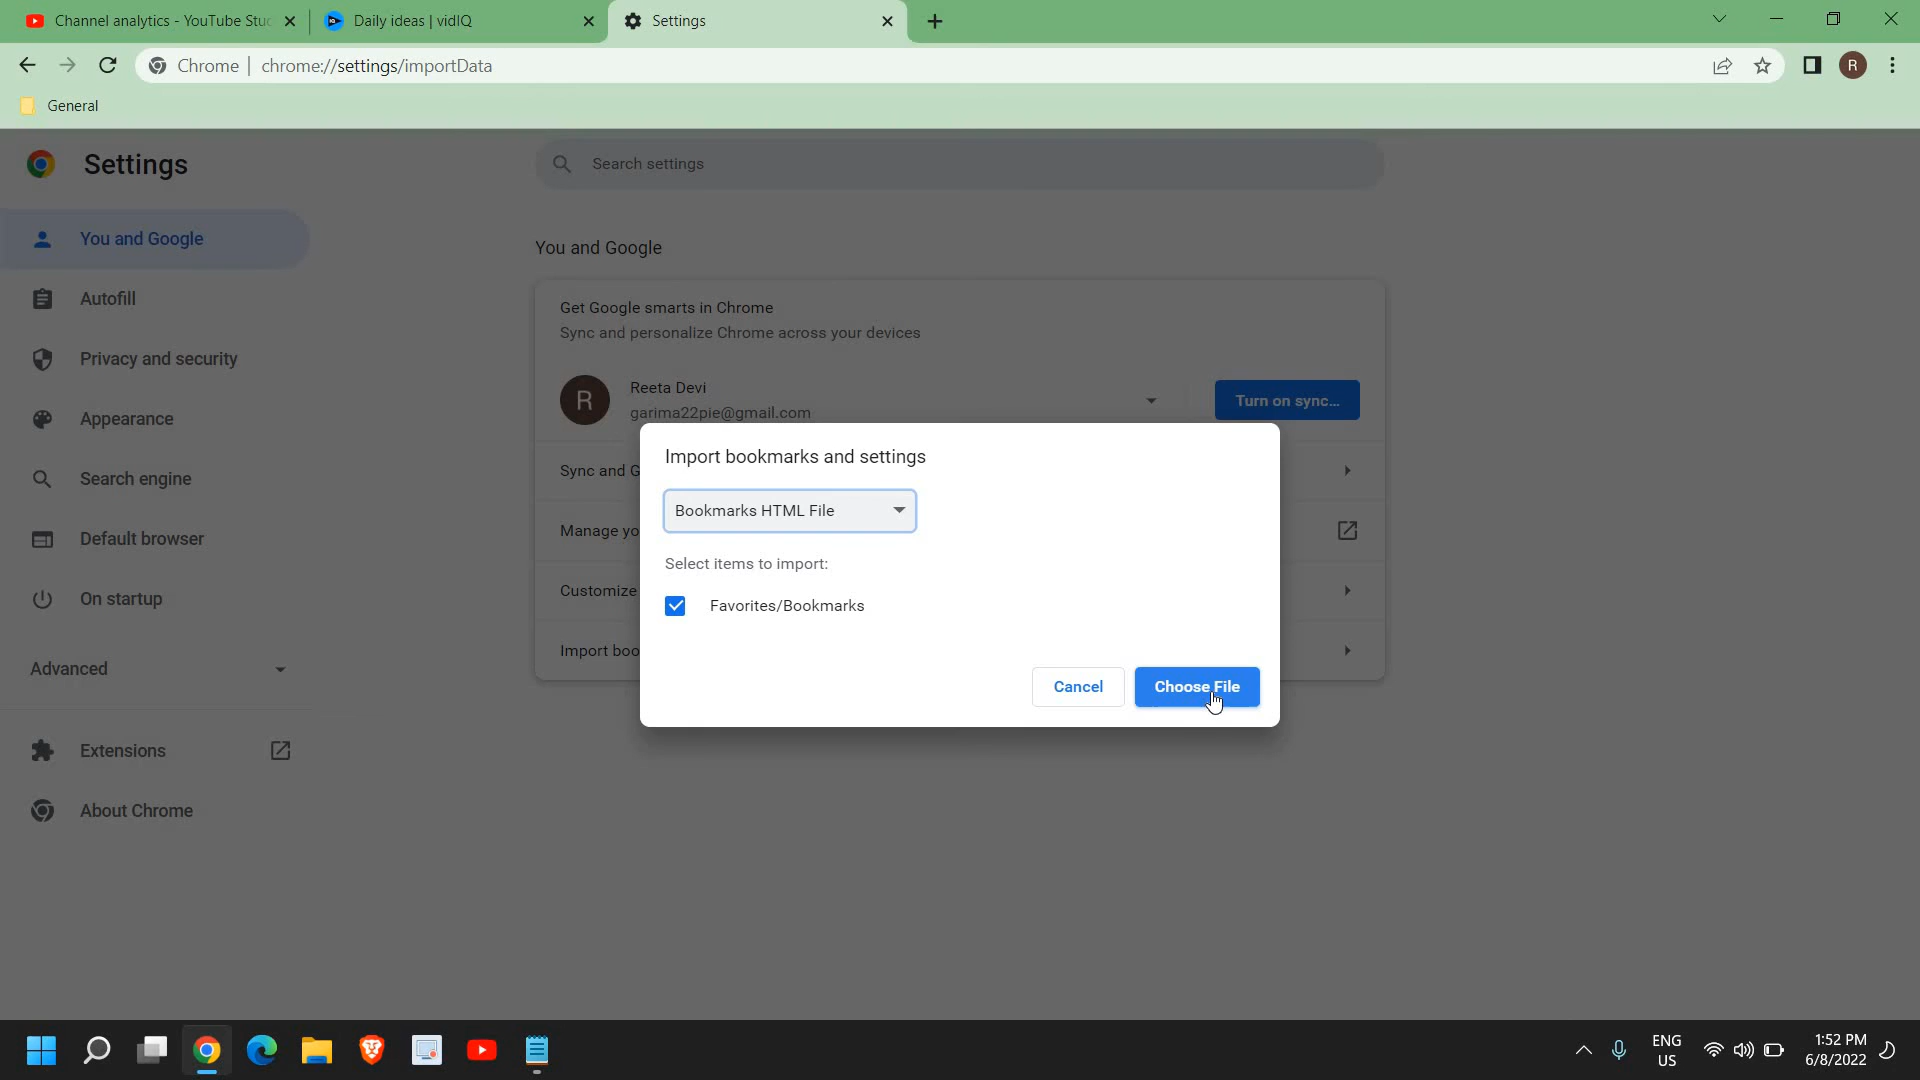 Channel analytics - YouTube Stu
Daily ideas | vidIQ
Settings
Chrome | chrome://settings/importData
R
General
Settings
Search settings
You and Google
Autofill
Privacy and security
Appearance
Search engine
Default browser
On startup
Advanced
Extensions
About Chrome
You and Google
Get Google smarts in Chrome
Sync and personalize Chrome across your devices
R
Reeta Devi
garima22pie@gmail.com
Turn on sync...
Sync and G
Manage yo
Customize
Import boo
Import bookmarks and settings
Bookmarks HTML File
Select items to import:
Favorites/Bookmarks
Cancel
Choose File
ENG
US
1:52 PM
6/8/2022